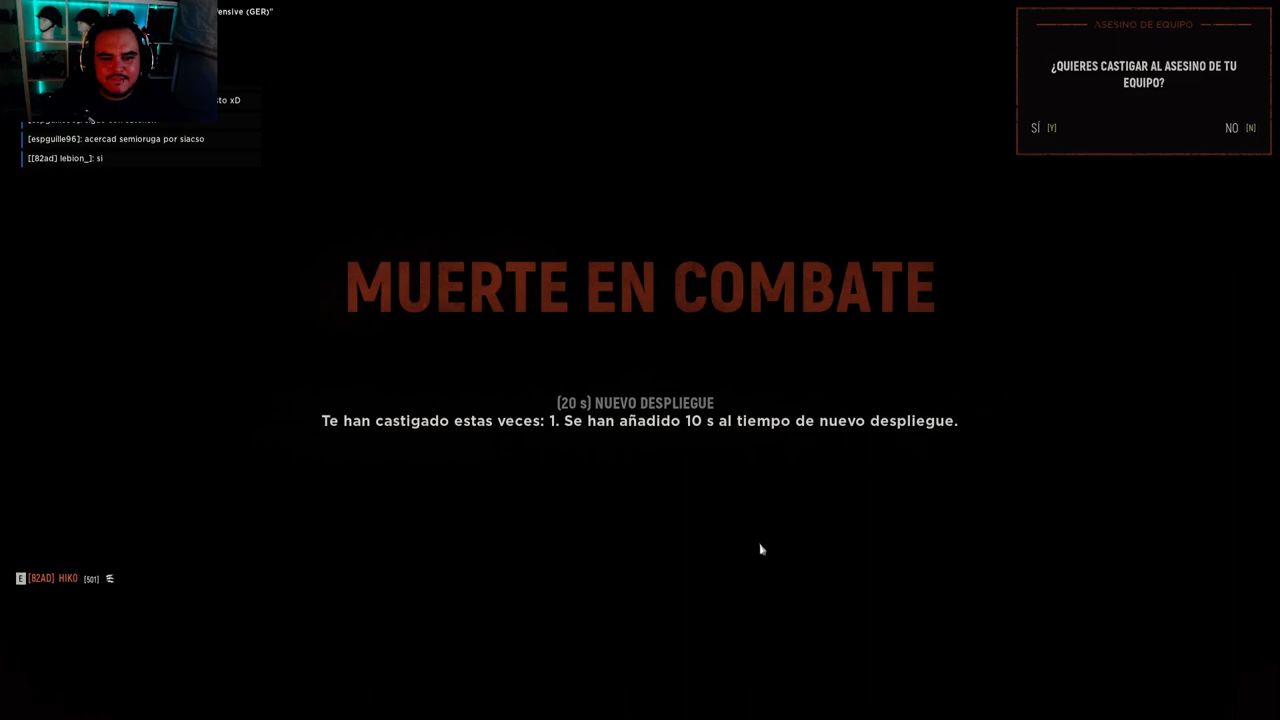 ensive (GER)"
sto xD
[espguille96]: acercad semioruga por siacso
[[82ad] lebion_]: si
ASESINO DE EQUIPO
¿QUIERES CASTIGAR AL ASESINO DE TU
EQUIPO?
SÍ [Y]
NO [N]
MUERTE EN COMBATE
(20 s) NUEVO DESPLIEGUE
Te han castigado estas veces: 1. Se han añadido 10 s al tiempo de nuevo despliegue.
E [82AD] HIKO [501]